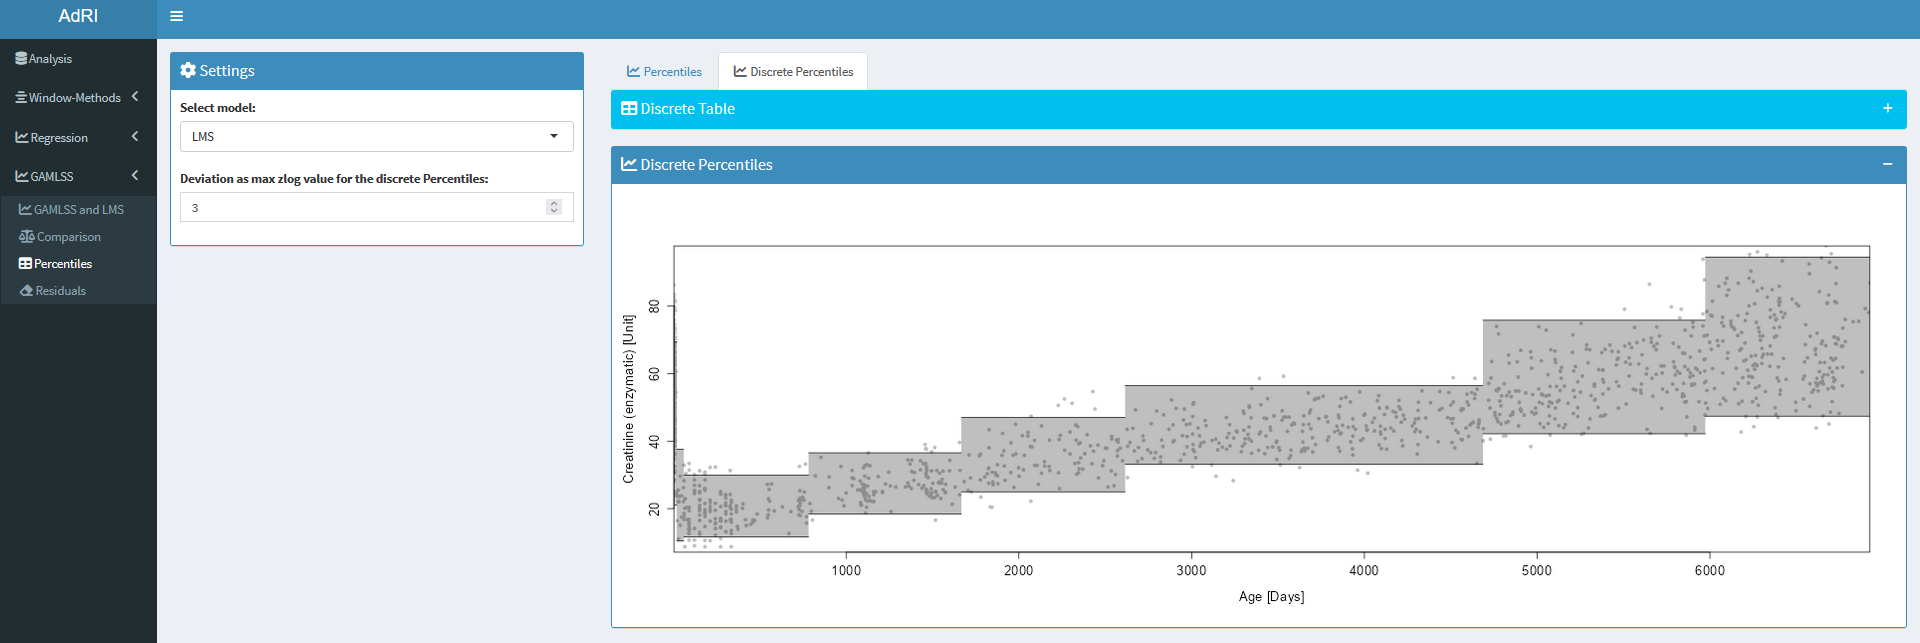 AdRI
Analysis
Window-Methods
Regression
GAMLSS
GAMLSS and LMS
Comparison
Percentiles
Residuals
Settings
Select model:
LMS
Deviation as max zlog value for the discrete Percentiles:
3
Percentiles
Discrete Percentiles
Discrete Table
Discrete Percentiles
Creatinine (enzymatic) [Unit]
80
60
40
20
1000 2000 3000 4000 5000 6000
Age [Days]